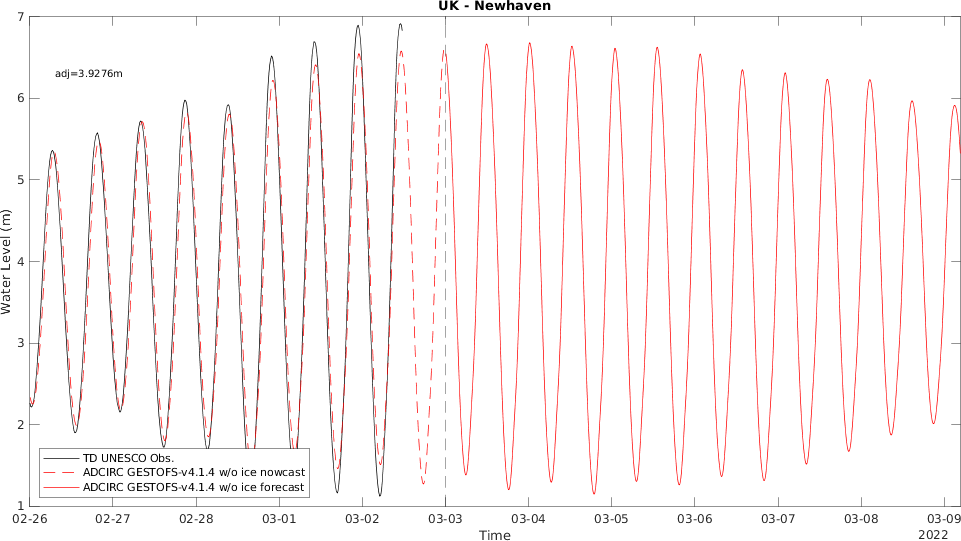 UK - Newhaven
7
adj=3.9276m
6
5
4
3
2
1
Water Level (m)
TD UNESCO Obs.
ADCIRC GESTOFS-v4.1.4 w/o ice nowcast
ADCIRC GESTOFS-v4.1.4 w/o ice forecast
02-26 02-27 02-28 03-01 03-02 03-03 03-04 03-05 03-06 03-07 03-08 03-09
Time
2022